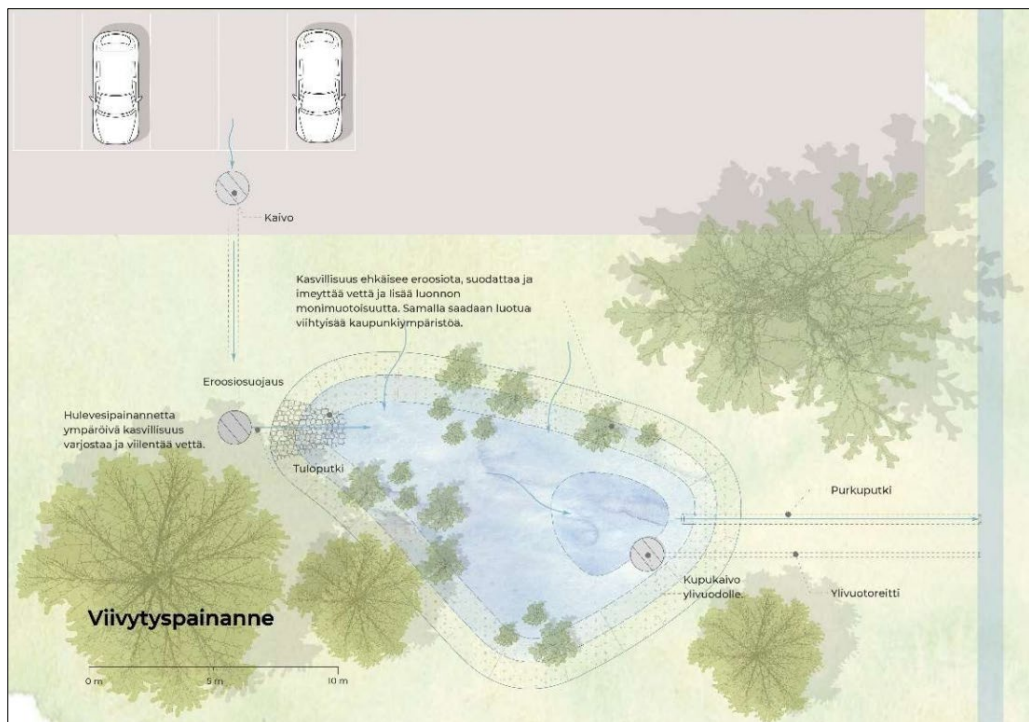 Kaivo
Kasvillisuus ehkäisee eroosiota, suodattaa ja
imeyttää vettä ja lisää luonnon
monimuotoisuutta. Samalla saadaan luotua
viihtyisää kaupunkiympäristöä.
Eroosiosuojaus
Hulevesipainannetta
ympäröivä kasvillisuus
varjostaa ja viilentää vettä.
Tuloputki
Purkuputki
Kupukaivo
ylivuodolle.
Ylivuotoreitti
Viivytyspainanne
0 m
5 m
10 m